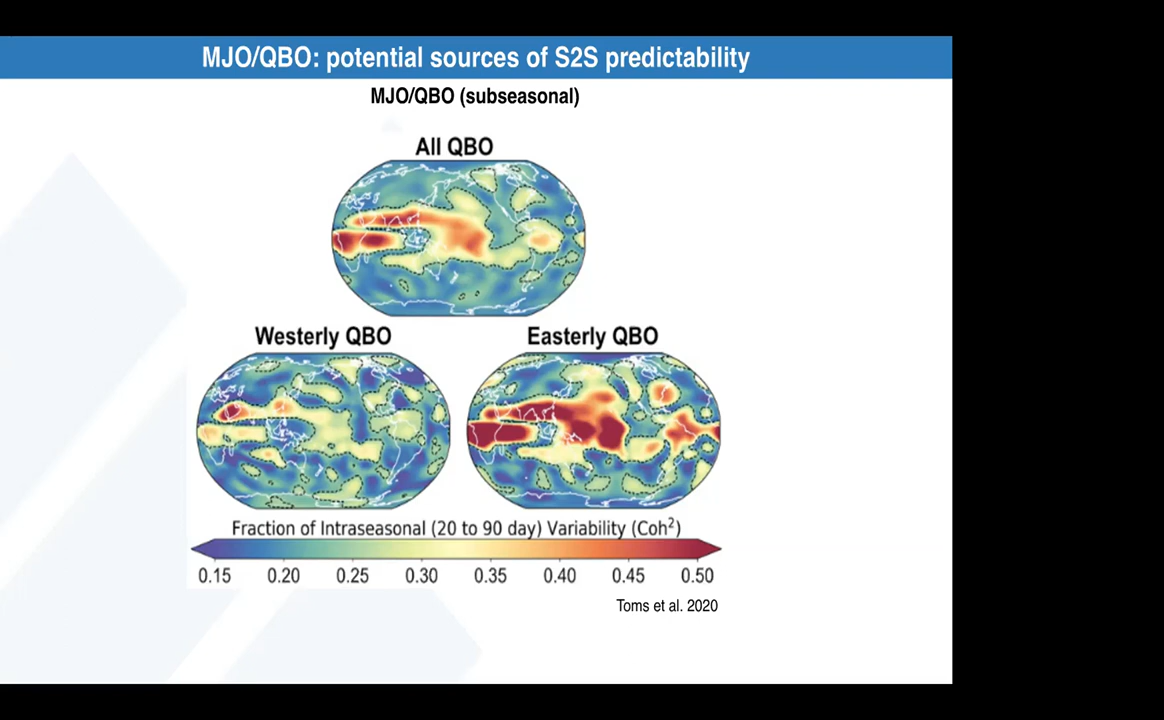 MJO/QBO: potential sources of S2S predictability
MJO/QBO (subseasonal)
All QBO
Westerly QBO
Easterly QBO
Fraction of Intraseasonal (20 to 90 day) Variability (Coh²)
0.15 0.20 0.25 0.30 0.35 0.40 0.45 0.50
Toms et al. 2020